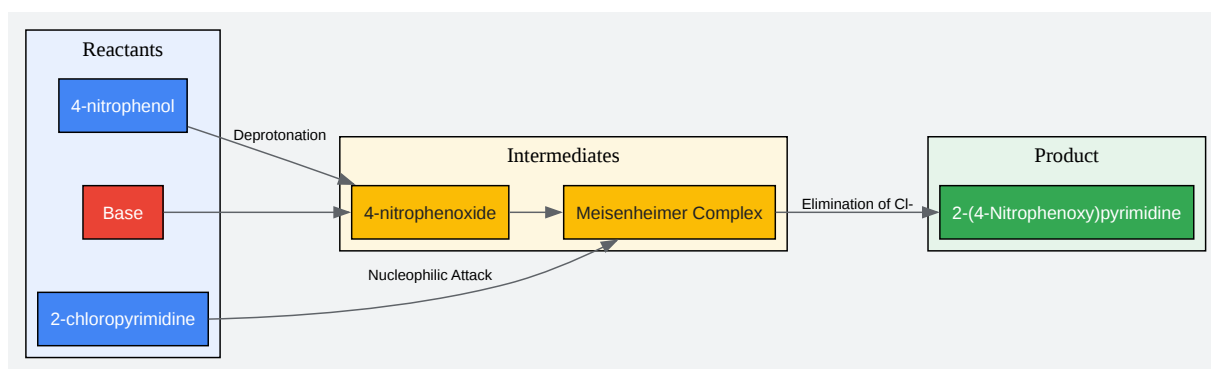 Reactants
4-nitrophenol
Deprotonation
Intermediates
Product
Base
4-nitrophenoxide
Meisenheimer Complex
Elimination of Cl-
2-(4-Nitrophenoxy)pyrimidine
Nucleophilic Attack
2-chloropyrimidine